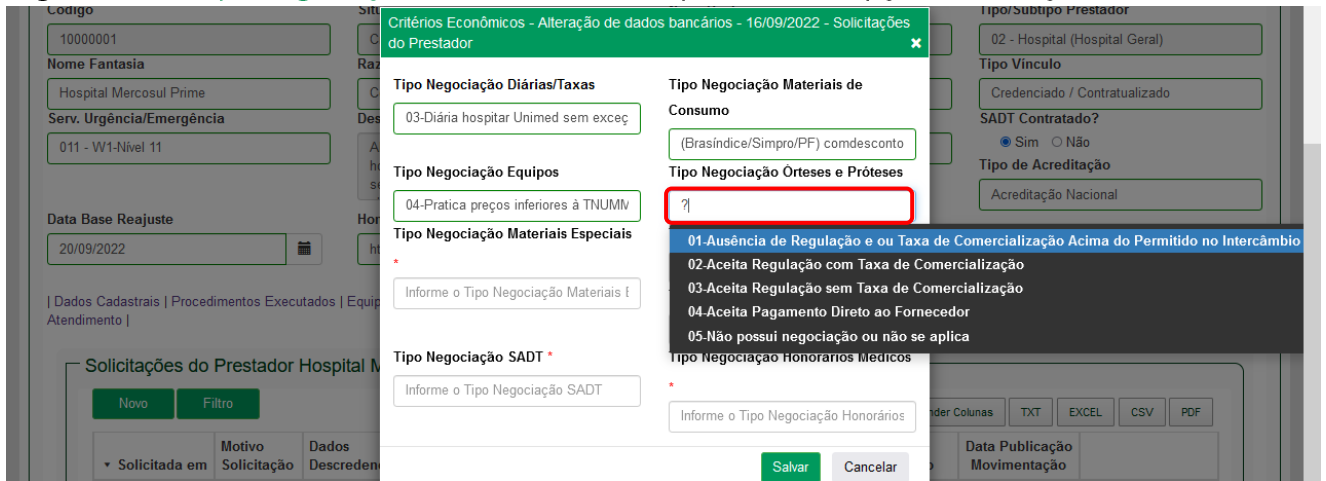 Código
Tipo/Subtipo Prestador
10000001
02 - Hospital (Hospital Geral)
Nome Fantasia
Tipo Vínculo
Hospital Mercosul Prime
Credenciado / Contratualizado
Serv. Urgência/Emergência
SADT Contratado?
011 - W1-Nível 11
Sim Não
Tipo de Acreditação
Acreditação Nacional
Data Base Reajuste
20/09/2022
| Dados Cadastrais | Procedimentos Executados |
Atendimento |
Solicitações do Prestador Hospital
Novo Filtro
TXT EXCEL CSV PDF
Colunas
Solicitada em
Motivo
Solicitação
Dados
Data Publicação
Movimentação
Critérios Econômicos - Alteração de dados bancários - 16/09/2022 - Solicitações
do Prestador
Tipo Negociação Diárias/Taxas
03-Diária hospitar Unimed sem exceç
Tipo Negociação Materiais de
Consumo
(Brasíndice/Simpro/PF) comdesconto
Tipo Negociação Equipos
04-Pratica preços inferiores à TNUMM
Tipo Negociação Órteses e Próteses
?
01-Ausência de Regulação e ou Taxa de Comercialização Acima do Permitido no Intercâmbio
02-Aceita Regulação com Taxa de Comercialização
03-Aceita Regulação sem Taxa de Comercialização
04-Aceita Pagamento Direto ao Fornecedor
05-Não possui negociação ou não se aplica
Tipo Negociação Materiais Especiais
*
Informe o Tipo Negociação Materiais E
Tipo Negociação SADT *
Informe o Tipo Negociação SADT
Tipo Negociação Honorários Médicos
*
Informe o Tipo Negociação Honorários
Salvar Cancelar